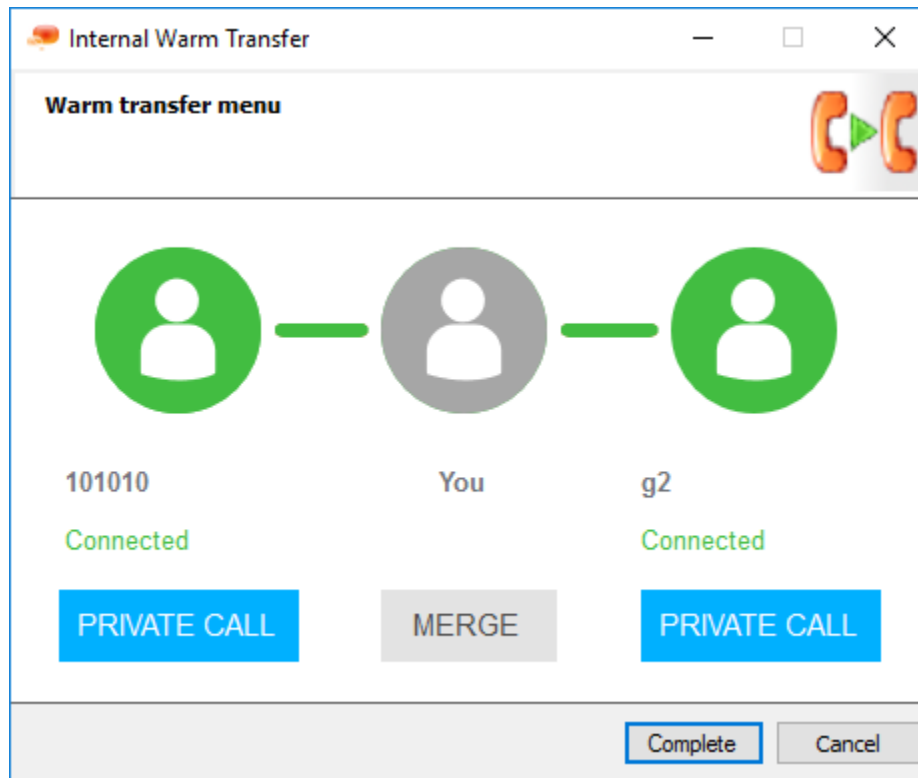 Internal Warm Transfer
Warm transfer menu
101010 You g2
Connected Connected
PRIVATE CALL MERGE PRIVATE CALL
Complete Cancel